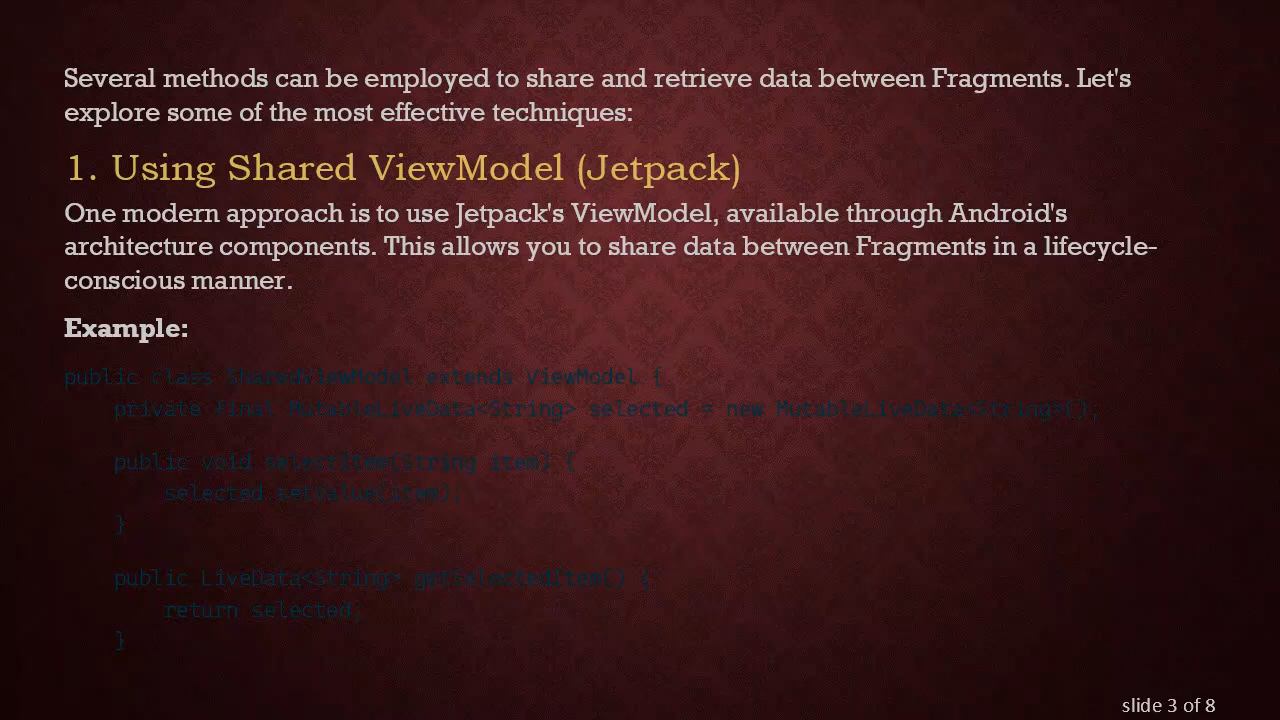 Several methods can be employed to share and retrieve data between Fragments. Let's
explore some of the most effective techniques:
1. Using Shared ViewModel (Jetpack)
One modern approach is to use Jetpack's ViewModel, available through Android's
architecture components. This allows you to share data between Fragments in a lifecycle-
conscious manner.
Example:
public class SharedViewModel extends ViewModel {
    private final MutableLiveData<String> selected = new MutableLiveData<String>();
    public void selectItem(String item) {
        selected.setValue(item);
    }
    public LiveData<String> getSelectedItem() {
        return selected;
    }
slide 3 of 8